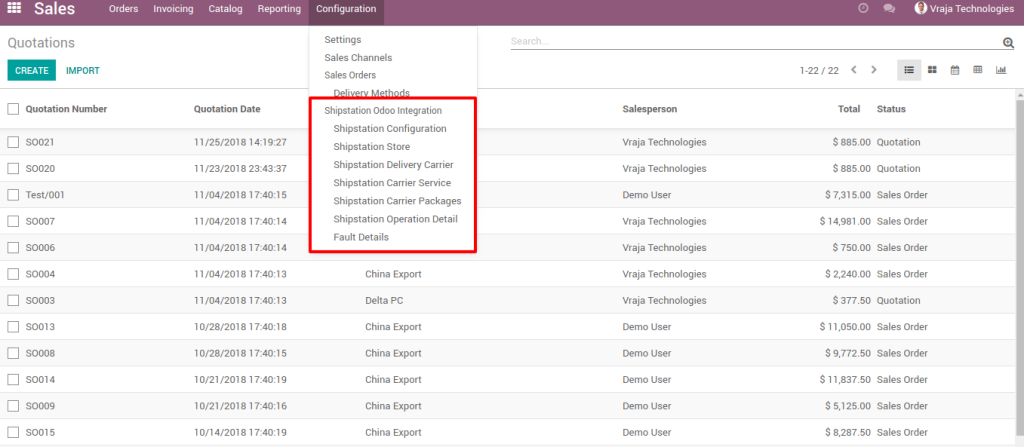 Sales Orders Invoicing Catalog Reporting Configuration Vraja Technologies
Quotations
Search...
CREATE IMPORT
1-22 / 22
Settings
Sales Channels
Sales Orders
Delivery Methods
Shipstation Odoo Integration
Shipstation Configuration
Shipstation Store
Shipstation Delivery Carrier
Shipstation Carrier Service
Shipstation Carrier Packages
Shipstation Operation Detail
Fault Details
Quotation Number Quotation Date Salesperson Total Status
SO021 11/25/2018 14:19:27 Vraja Technologies $ 885.00 Quotation
SO020 11/23/2018 23:43:37 Vraja Technologies $ 885.00 Quotation
Test/001 11/04/2018 17:40:15 Demo User $ 7,315.00 Sales Order
SO007 11/04/2018 17:40:14 Vraja Technologies $ 14,981.00 Sales Order
SO006 11/04/2018 17:40:14 Vraja Technologies $ 750.00 Sales Order
SO004 11/04/2018 17:40:13 China Export Vraja Technologies $ 2,240.00 Sales Order
SO003 11/04/2018 17:40:13 Delta PC Vraja Technologies $ 377.50 Quotation
SO013 10/28/2018 17:40:18 China Export Demo User $ 11,050.00 Sales Order
SO008 10/28/2018 17:40:15 China Export Demo User $ 9,772.50 Sales Order
SO014 10/21/2018 17:40:19 China Export Demo User $ 11,837.50 Sales Order
SO009 10/21/2018 17:40:16 China Export Demo User $ 5,125.00 Sales Order
SO015 10/14/2018 17:40:19 China Export Demo User $ 8,287.50 Sales Order